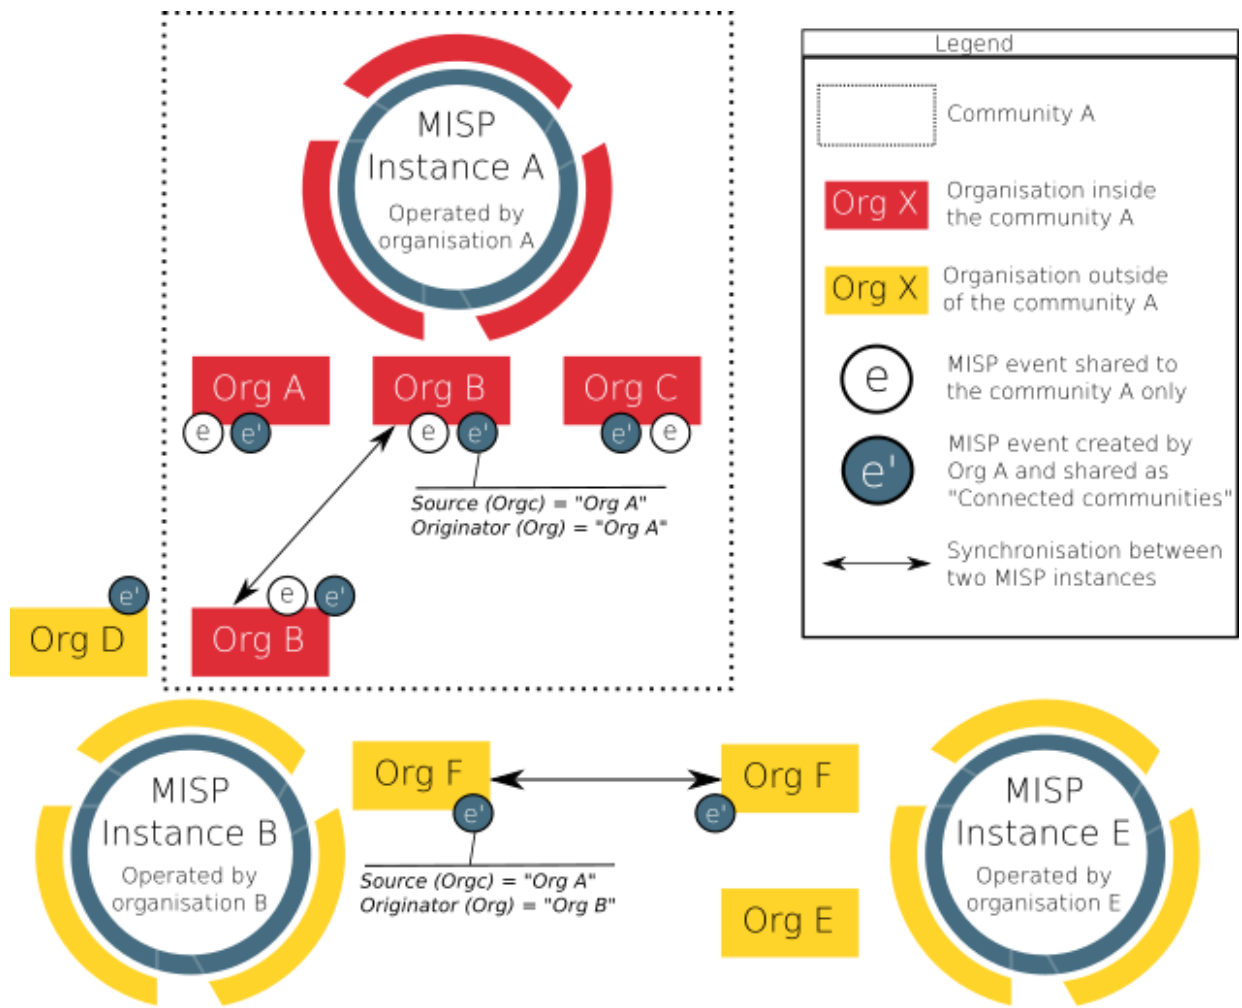 MISP
Instance A
Operated by
organisation A
Org A
Org B
Org C
e
e'
e
e'
e'
e
Source (Orgc) = "Org A"
Originator (Org) = "Org A"
e'
e
e'
Org D
Org B
MISP
Instance B
Operated by
organisation B
Org F
e'
Source (Orgc) = "Org A"
Originator (Org) = "Org B"
Org F
e'
Org E
MISP
Instance E
Operated by
organisation E
Legend
Community A
Org X
Organisation inside
the community A
Org X
Organisation outside
of the community A
e
MISP event shared to
the community A only
e'
MISP event created by
Org A and shared as
"Connected communities"
Synchronisation between
two MISP instances